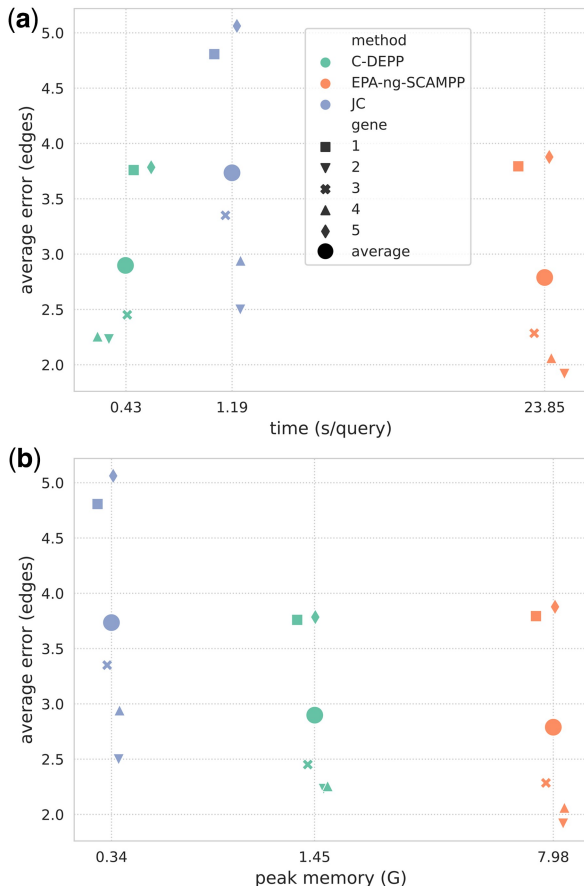 (a)
5.0
4.5
4.0
3.5
3.0
2.5
2.0
average error (edges)
method
C-DEPP
EPA-ng-SCAMPP
JC
gene
1
2
3
4
5
average
0.43
1.19
23.85
time (s/query)
(b)
5.0
4.5
4.0
3.5
3.0
2.5
2.0
average error (edges)
0.34
1.45
7.98
peak memory (G)